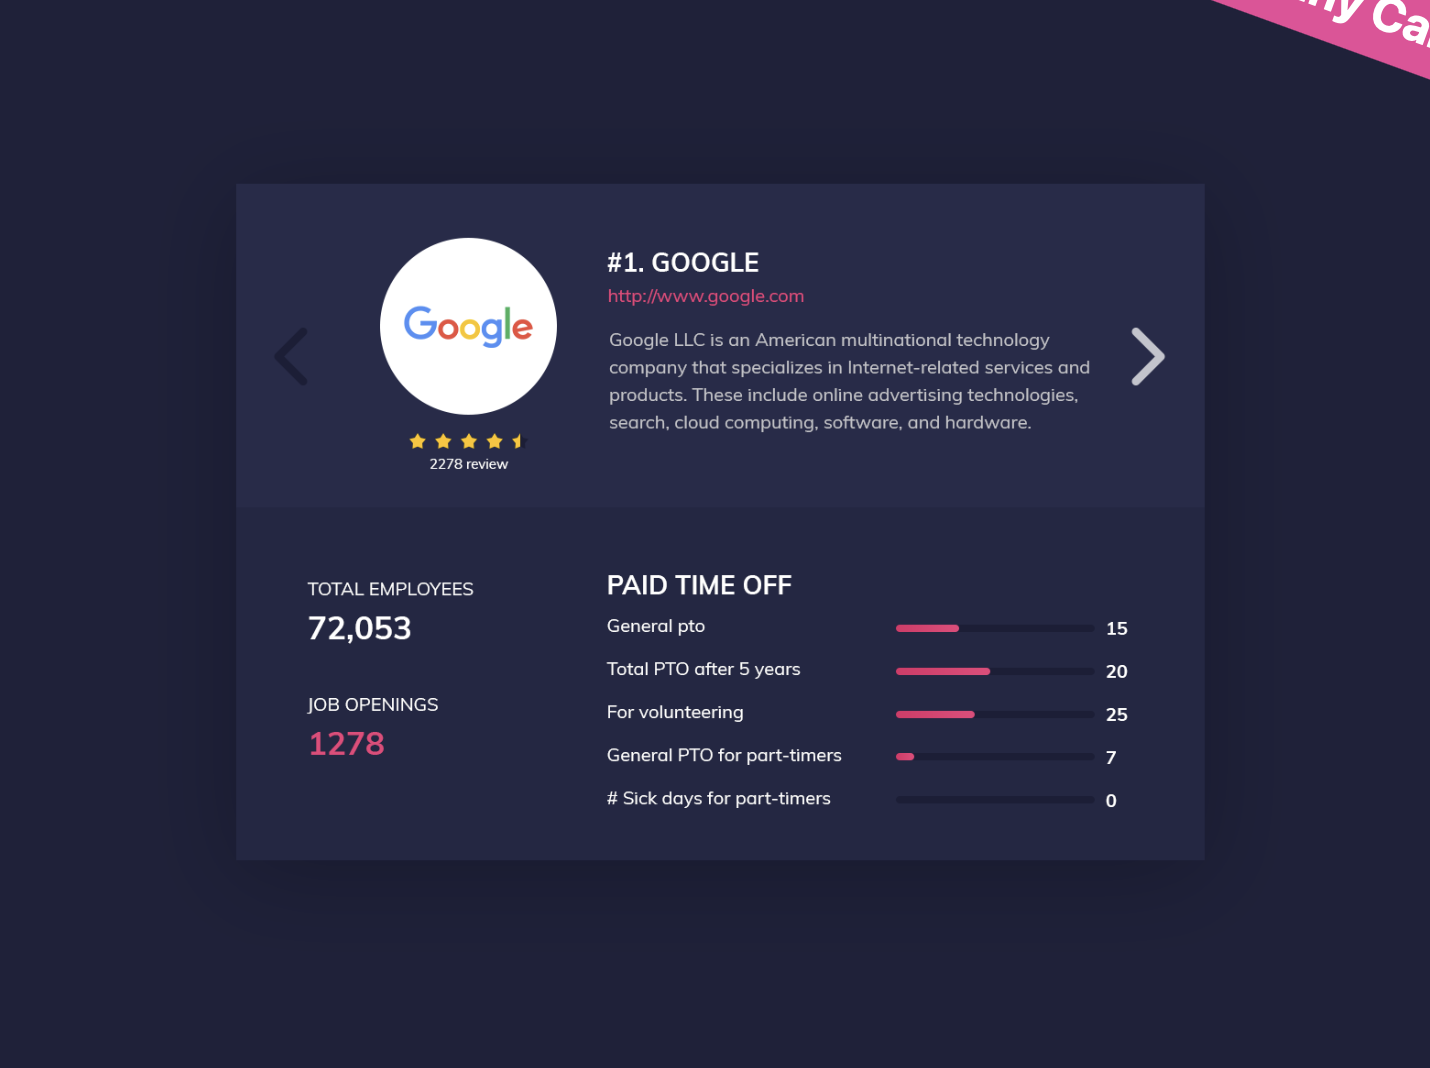 Google
2278 review
#1. GOOGLE
http://www.google.com
Google LLC is an American multinational technology
company that specializes in Internet-related services and
products. These include online advertising technologies,
search, cloud computing, software, and hardware.
TOTAL EMPLOYEES
72,053
JOB OPENINGS
1278
PAID TIME OFF
General pto 15
Total PTO after 5 years 20
For volunteering 25
General PTO for part-timers 7
# Sick days for part-timers 0